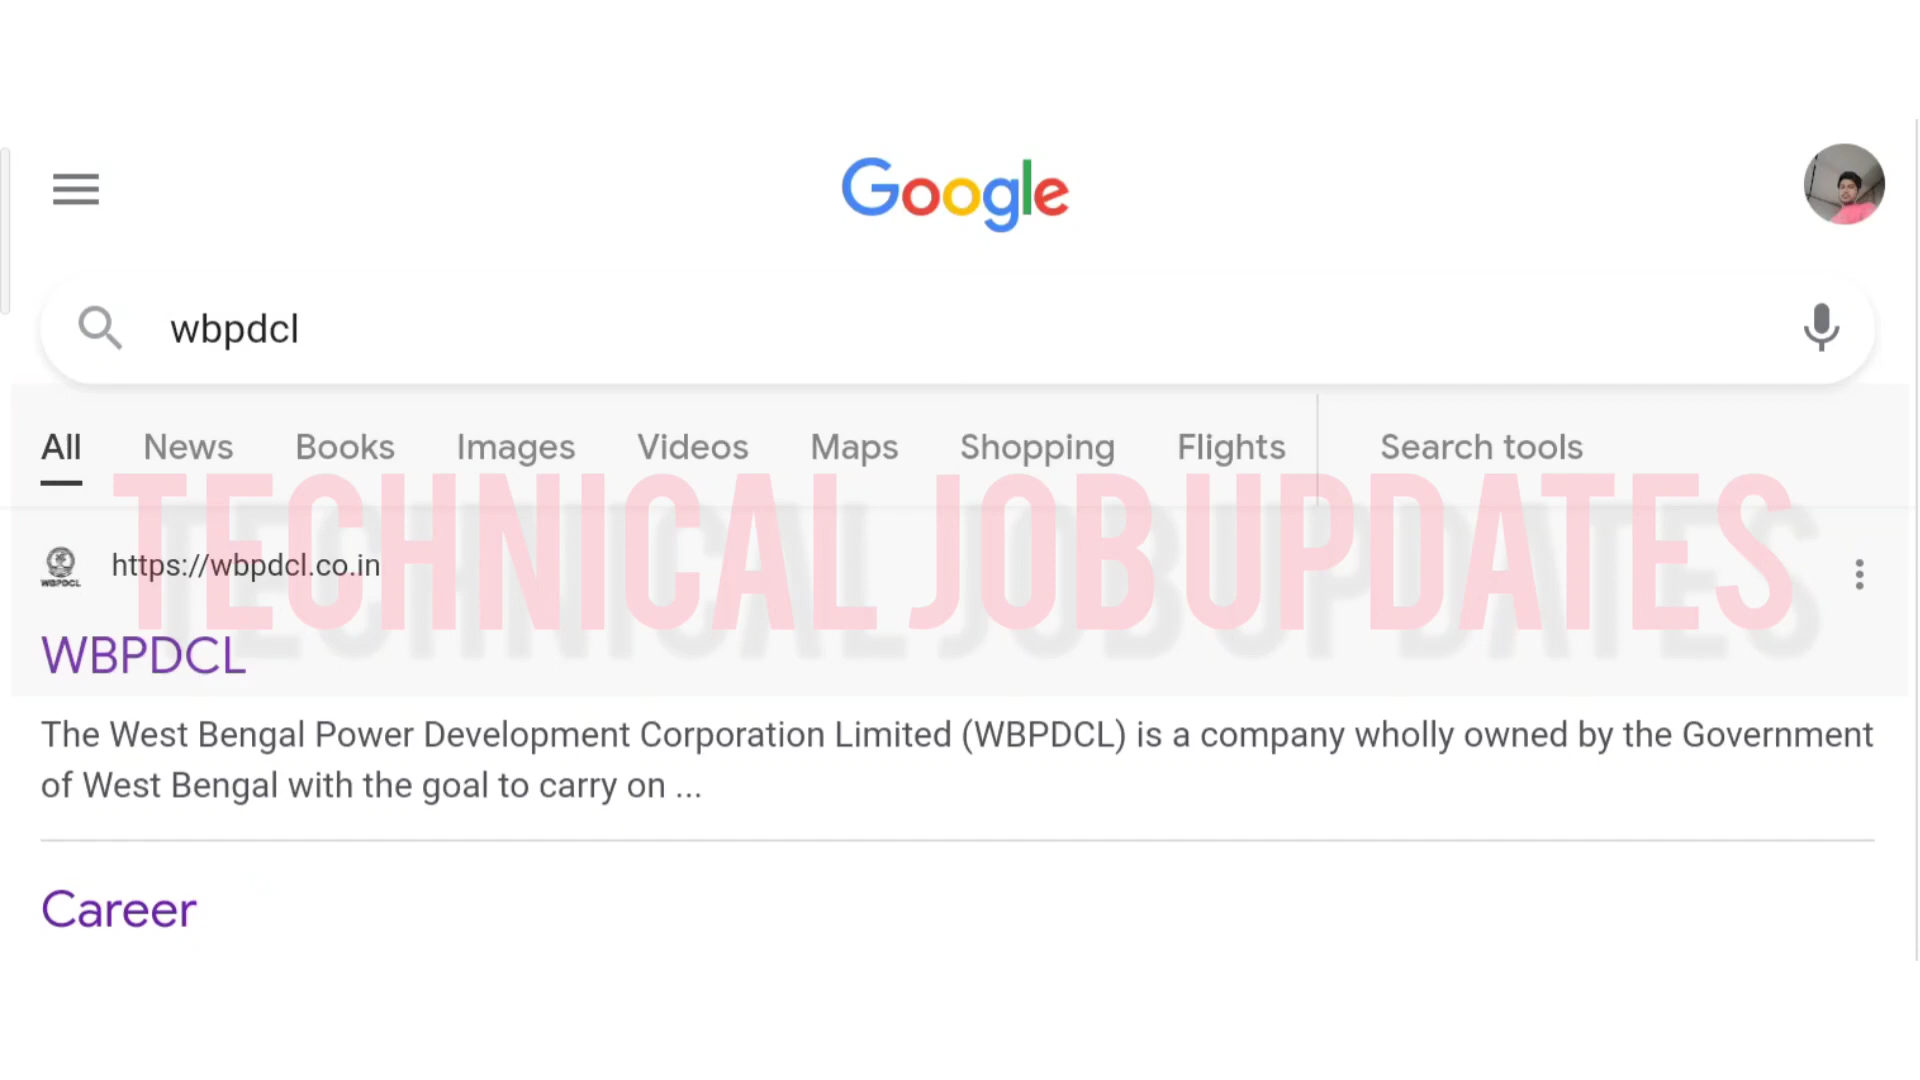 Google
wbpdcl
All News Books Images Videos Maps Shopping Flights Search tools
TECHNICAL JOB UPDATES
WBPDCL
https://wbpdcl.co.in
WBPDCL
The West Bengal Power Development Corporation Limited (WBPDCL) is a company wholly owned by the Government
of West Bengal with the goal to carry on ...
Career